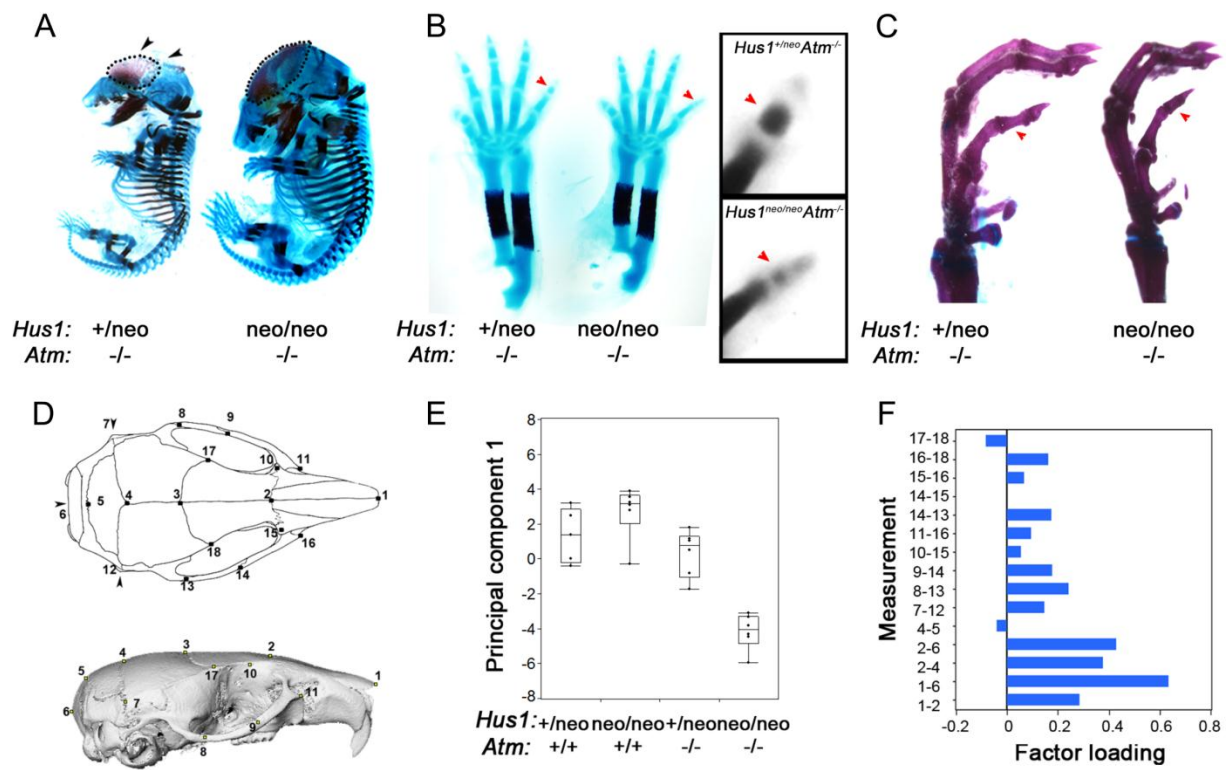 A
Hus1: +/neo neo/neo
Atm: -/- -/-
B
Hus1: +/neo neo/neo
Atm: -/- -/-
Hus1+/neoAtm-/-
Hus1neo/neoAtm-/-
C
Hus1: +/neo neo/neo
Atm: -/- -/-
D
8
9
7
17
10
11
5
4
3
2
1
6
15
16
18
12
14
13
3
2
4
17
10
5
1
7
11
6
9
8
E
Principal component 1
8
6
4
2
0
-2
-4
-6
-8
Hus1: +/neo neo/neo +/neo neo/neo
Atm: +/+ +/+ -/- -/-
F
Measurement
17-18
16-18
15-16
14-15
14-13
11-16
10-15
9-14
8-13
7-12
4-5
2-6
2-4
1-6
1-2
-0.2 0 0.2 0.4 0.6 0.8
Factor loading